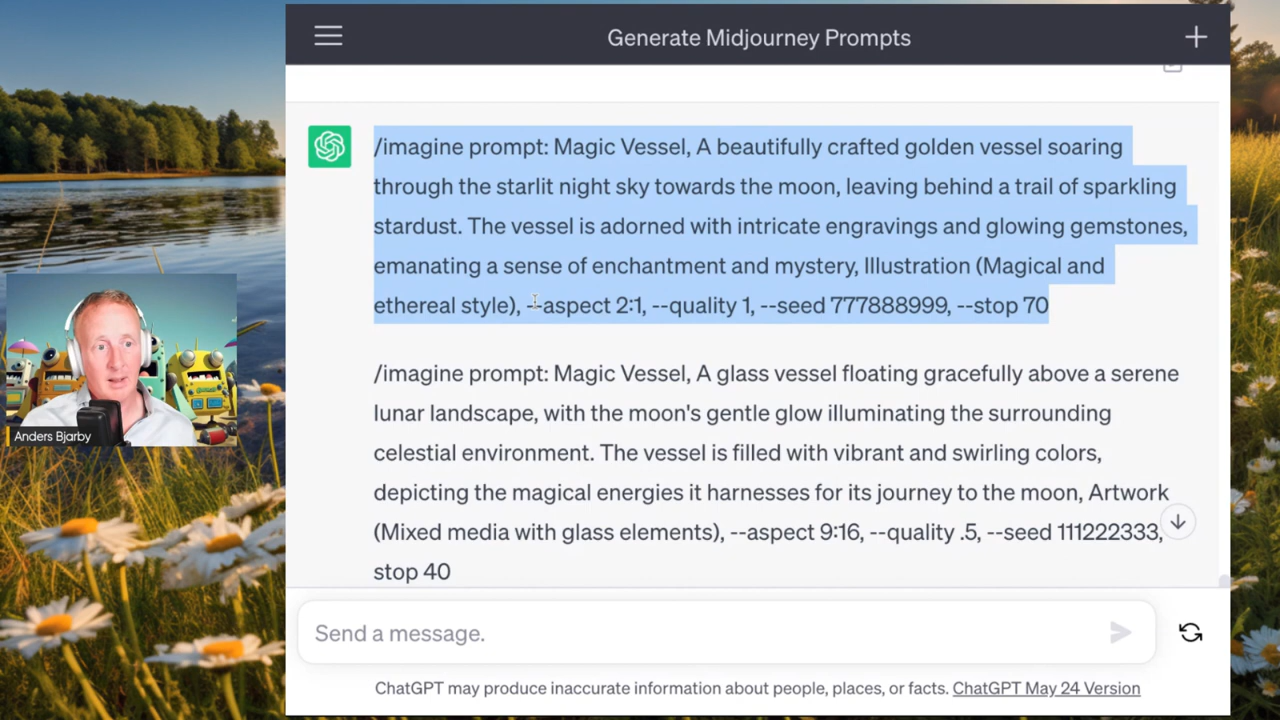 Generate Midjourney Prompts
/imagine prompt: Magic Vessel, A beautifully crafted golden vessel soaring
through the starlit night sky towards the moon, leaving behind a trail of sparkling
stardust. The vessel is adorned with intricate engravings and glowing gemstones,
emanating a sense of enchantment and mystery, Illustration (Magical and
ethereal style), --aspect 2:1, --quality 1, --seed 777888999, --stop 70
/imagine prompt: Magic Vessel, A glass vessel floating gracefully above a serene
lunar landscape, with the moon's gentle glow illuminating the surrounding
celestial environment. The vessel is filled with vibrant and swirling colors,
depicting the magical energies it harnesses for its journey to the moon, Artwork
(Mixed media with glass elements), --aspect 9:16, --quality .5, --seed 111222333,
stop 40
Anders Bjarby
Send a message.
ChatGPT may produce inaccurate information about people, places, or facts. ChatGPT May 24 Version